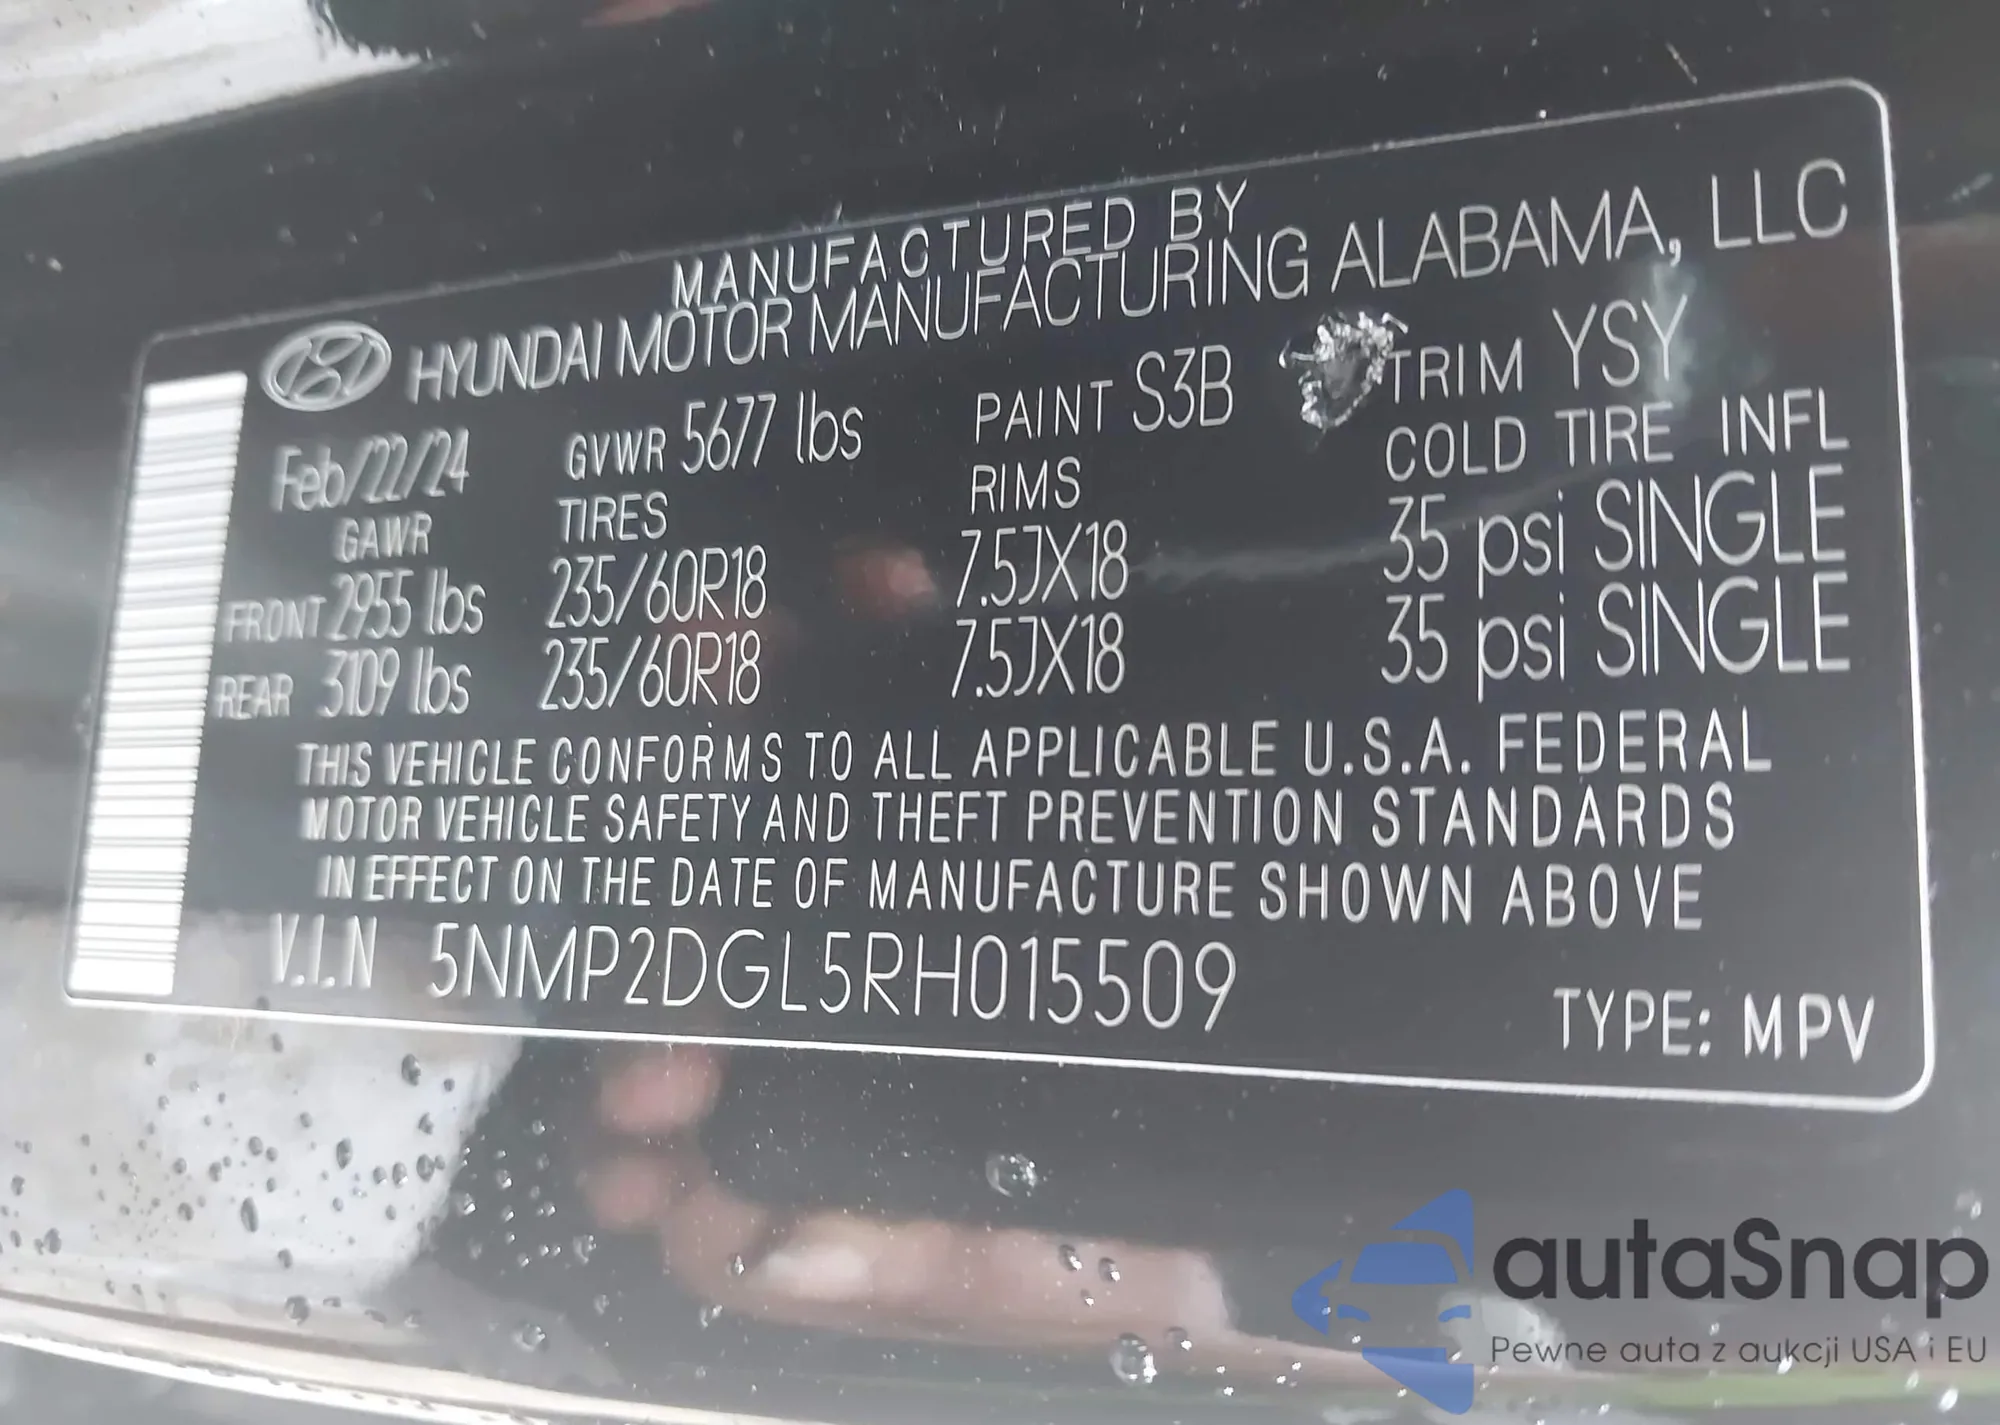 MANUFACTURED BY
HYUNDAI MOTOR MANUFACTURING ALABAMA, LLC
Feb/22/24 GVWR 5677 lbs PAINT S3B TRIM YSY
GAWR TIRES RIMS COLD TIRE INFL
FRONT 2955 lbs 235/60R18 7.5JX18 35 psi SINGLE
REAR 3109 lbs 235/60R18 7.5JX18 35 psi SINGLE
THIS VEHICLE CONFORMS TO ALL APPLICABLE U.S.A. FEDERAL
MOTOR VEHICLE SAFETY AND THEFT PREVENTION STANDARDS
IN EFFECT ON THE DATE OF MANUFACTURE SHOWN ABOVE
V.I.N 5NMP2DGL5RH015509
TYPE: MPV
autaSnap
Pewne auta z aukcji USA i EU